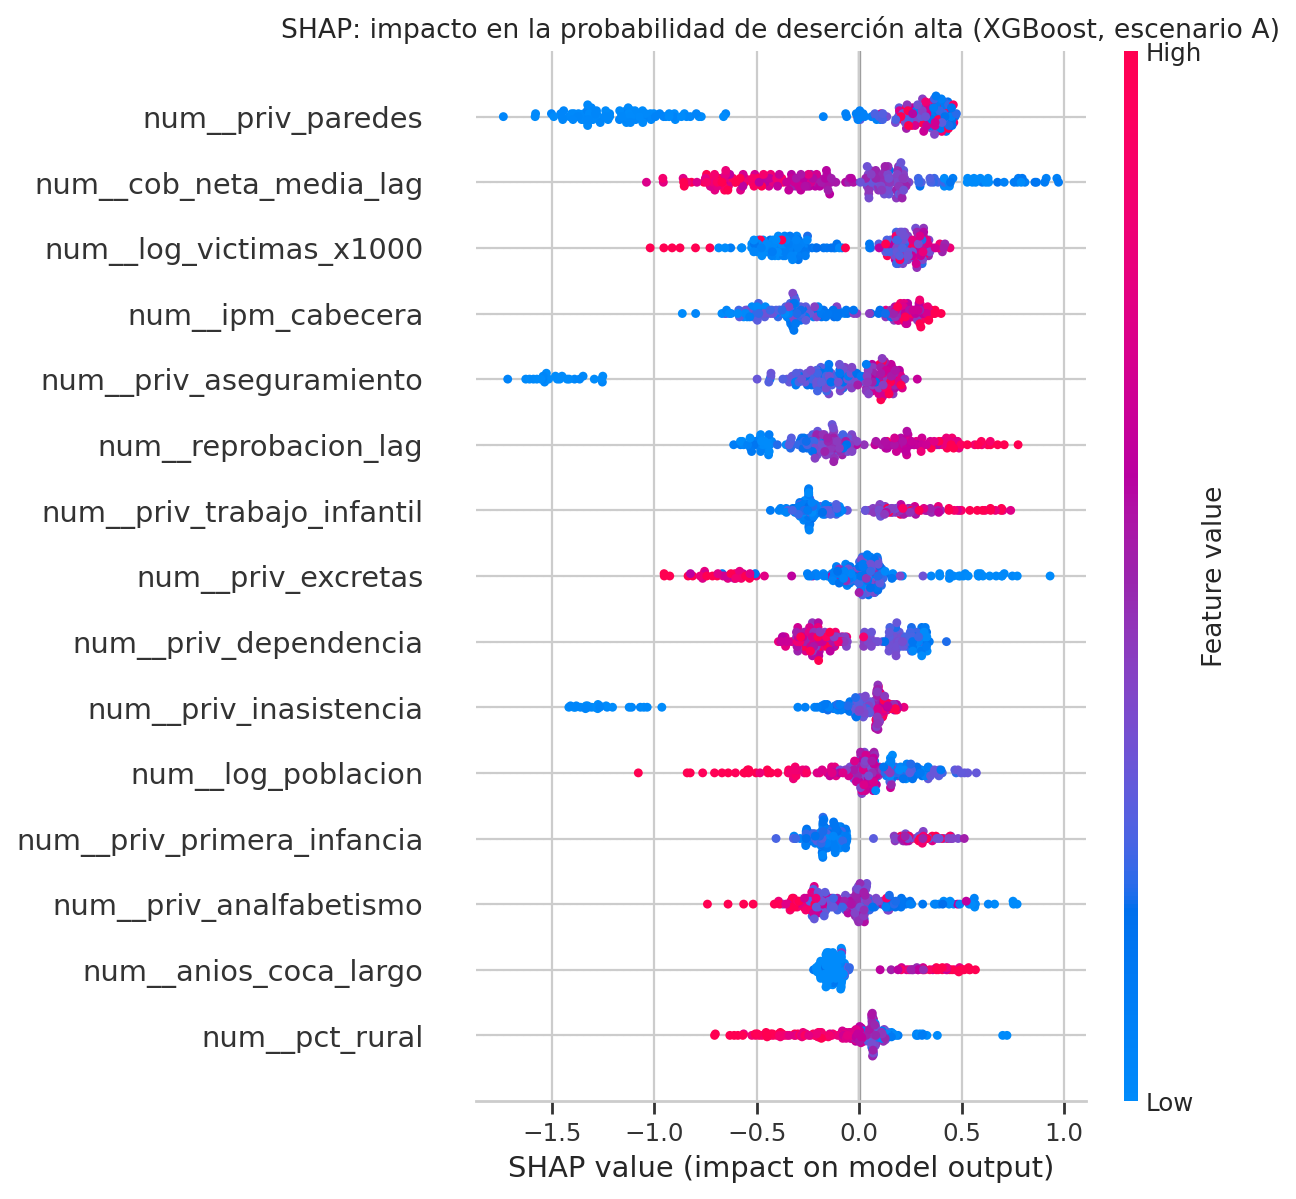 SHAP: impacto en la probabilidad de deserción alta (XGBoost, escenario A)
High
num__priv_paredes
num__cob_neta_media_lag
num__log_victimas_x1000
num__ipm_cabecera
num__priv_aseguramiento
num__reprobacion_lag
num__priv_trabajo_infantil
num__priv_excretas
num__priv_dependencia
num__priv_inasistencia
num__log_poblacion
num__priv_primera_infancia
num__priv_analfabetismo
num__anios_coca_largo
num__pct_rural
Feature value
Low
−1.5 −1.0 −0.5 0.0 0.5 1.0
SHAP value (impact on model output)